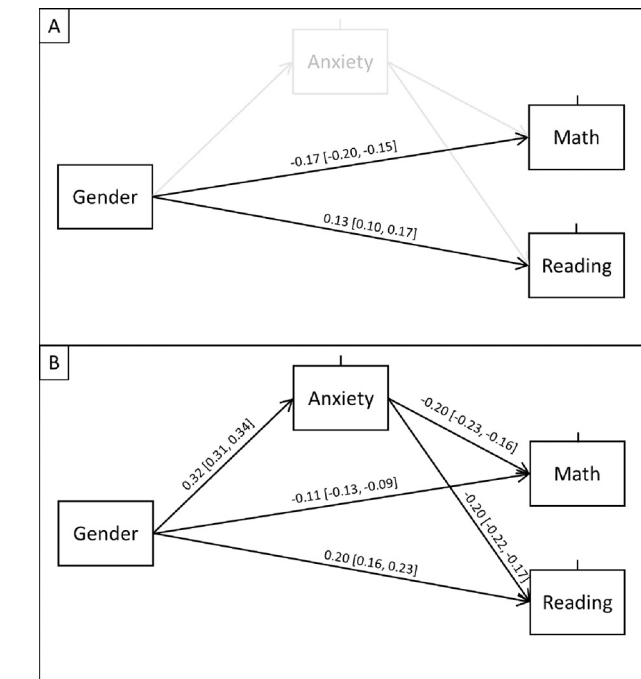 A
Anxiety
Math
-0.17 [-0.20, -0.15]
Gender
0.13 [0.10, 0.17]
Reading
B
Anxiety
-0.20 [-0.23, -0.16]
0.32 [0.31, 0.34]
Math
-0.11 [-0.13, -0.09]
-0.20 [-0.22, -0.17]
Gender
0.20 [0.16, 0.23]
Reading